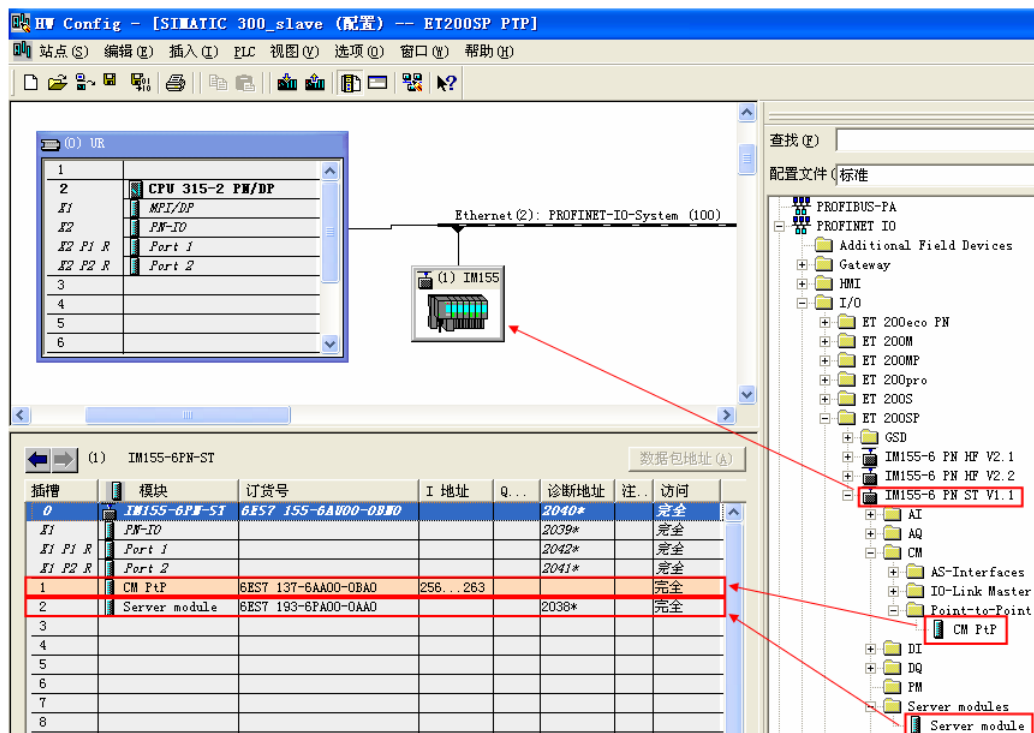 HW Config - [SIMATIC 300_slave (配置) -- ET200SP PTP]
站点(S) 编辑(E) 插入(I) PLC 视图(V) 选项(O) 窗口(W) 帮助(H)
(0) UR
1
2 CPU 315-2 PN/DP
X1 MPI/DP
X2 PN-IO
X2 P1 R Port 1
X2 P2 R Port 2
3
4
5
6
Ethernet(2): PROFINET-IO-System (100)
(1) IM155
(1) IM155-6PN-ST
数据包地址(A)
插槽 模块 订货号 I 地址 Q... 诊断地址 注.. 访问
0 IM155-6PN-ST 6ES7 155-6AU00-0BN0 2040* 完全
X1 PN-IO 2039* 完全
X1 P1 R Port 1 2042* 完全
X1 P2 R Port 2 2041* 完全
1 CM PtP 6ES7 137-6AA00-0BA0 256...263 完全
2 Server module 6ES7 193-6PA00-0AA0 2038* 完全
3
4
5
6
7
8
查找(F)
配置文件( 标准
PROFIBUS-PA
PROFINET IO
Additional Field Devices
Gateway
HMI
I/O
ET 200eco PN
ET 200M
ET 200MP
ET 200pro
ET 200S
ET 200SP
GSD
IM155-6 PN HF V2.1
IM155-6 PN HF V2.2
IM155-6 PN ST V1.1
AI
AQ
CM
AS-Interfaces
IO-Link Master
Point-to-Point
CM PtP
DI
DQ
PM
Server modules
Server module